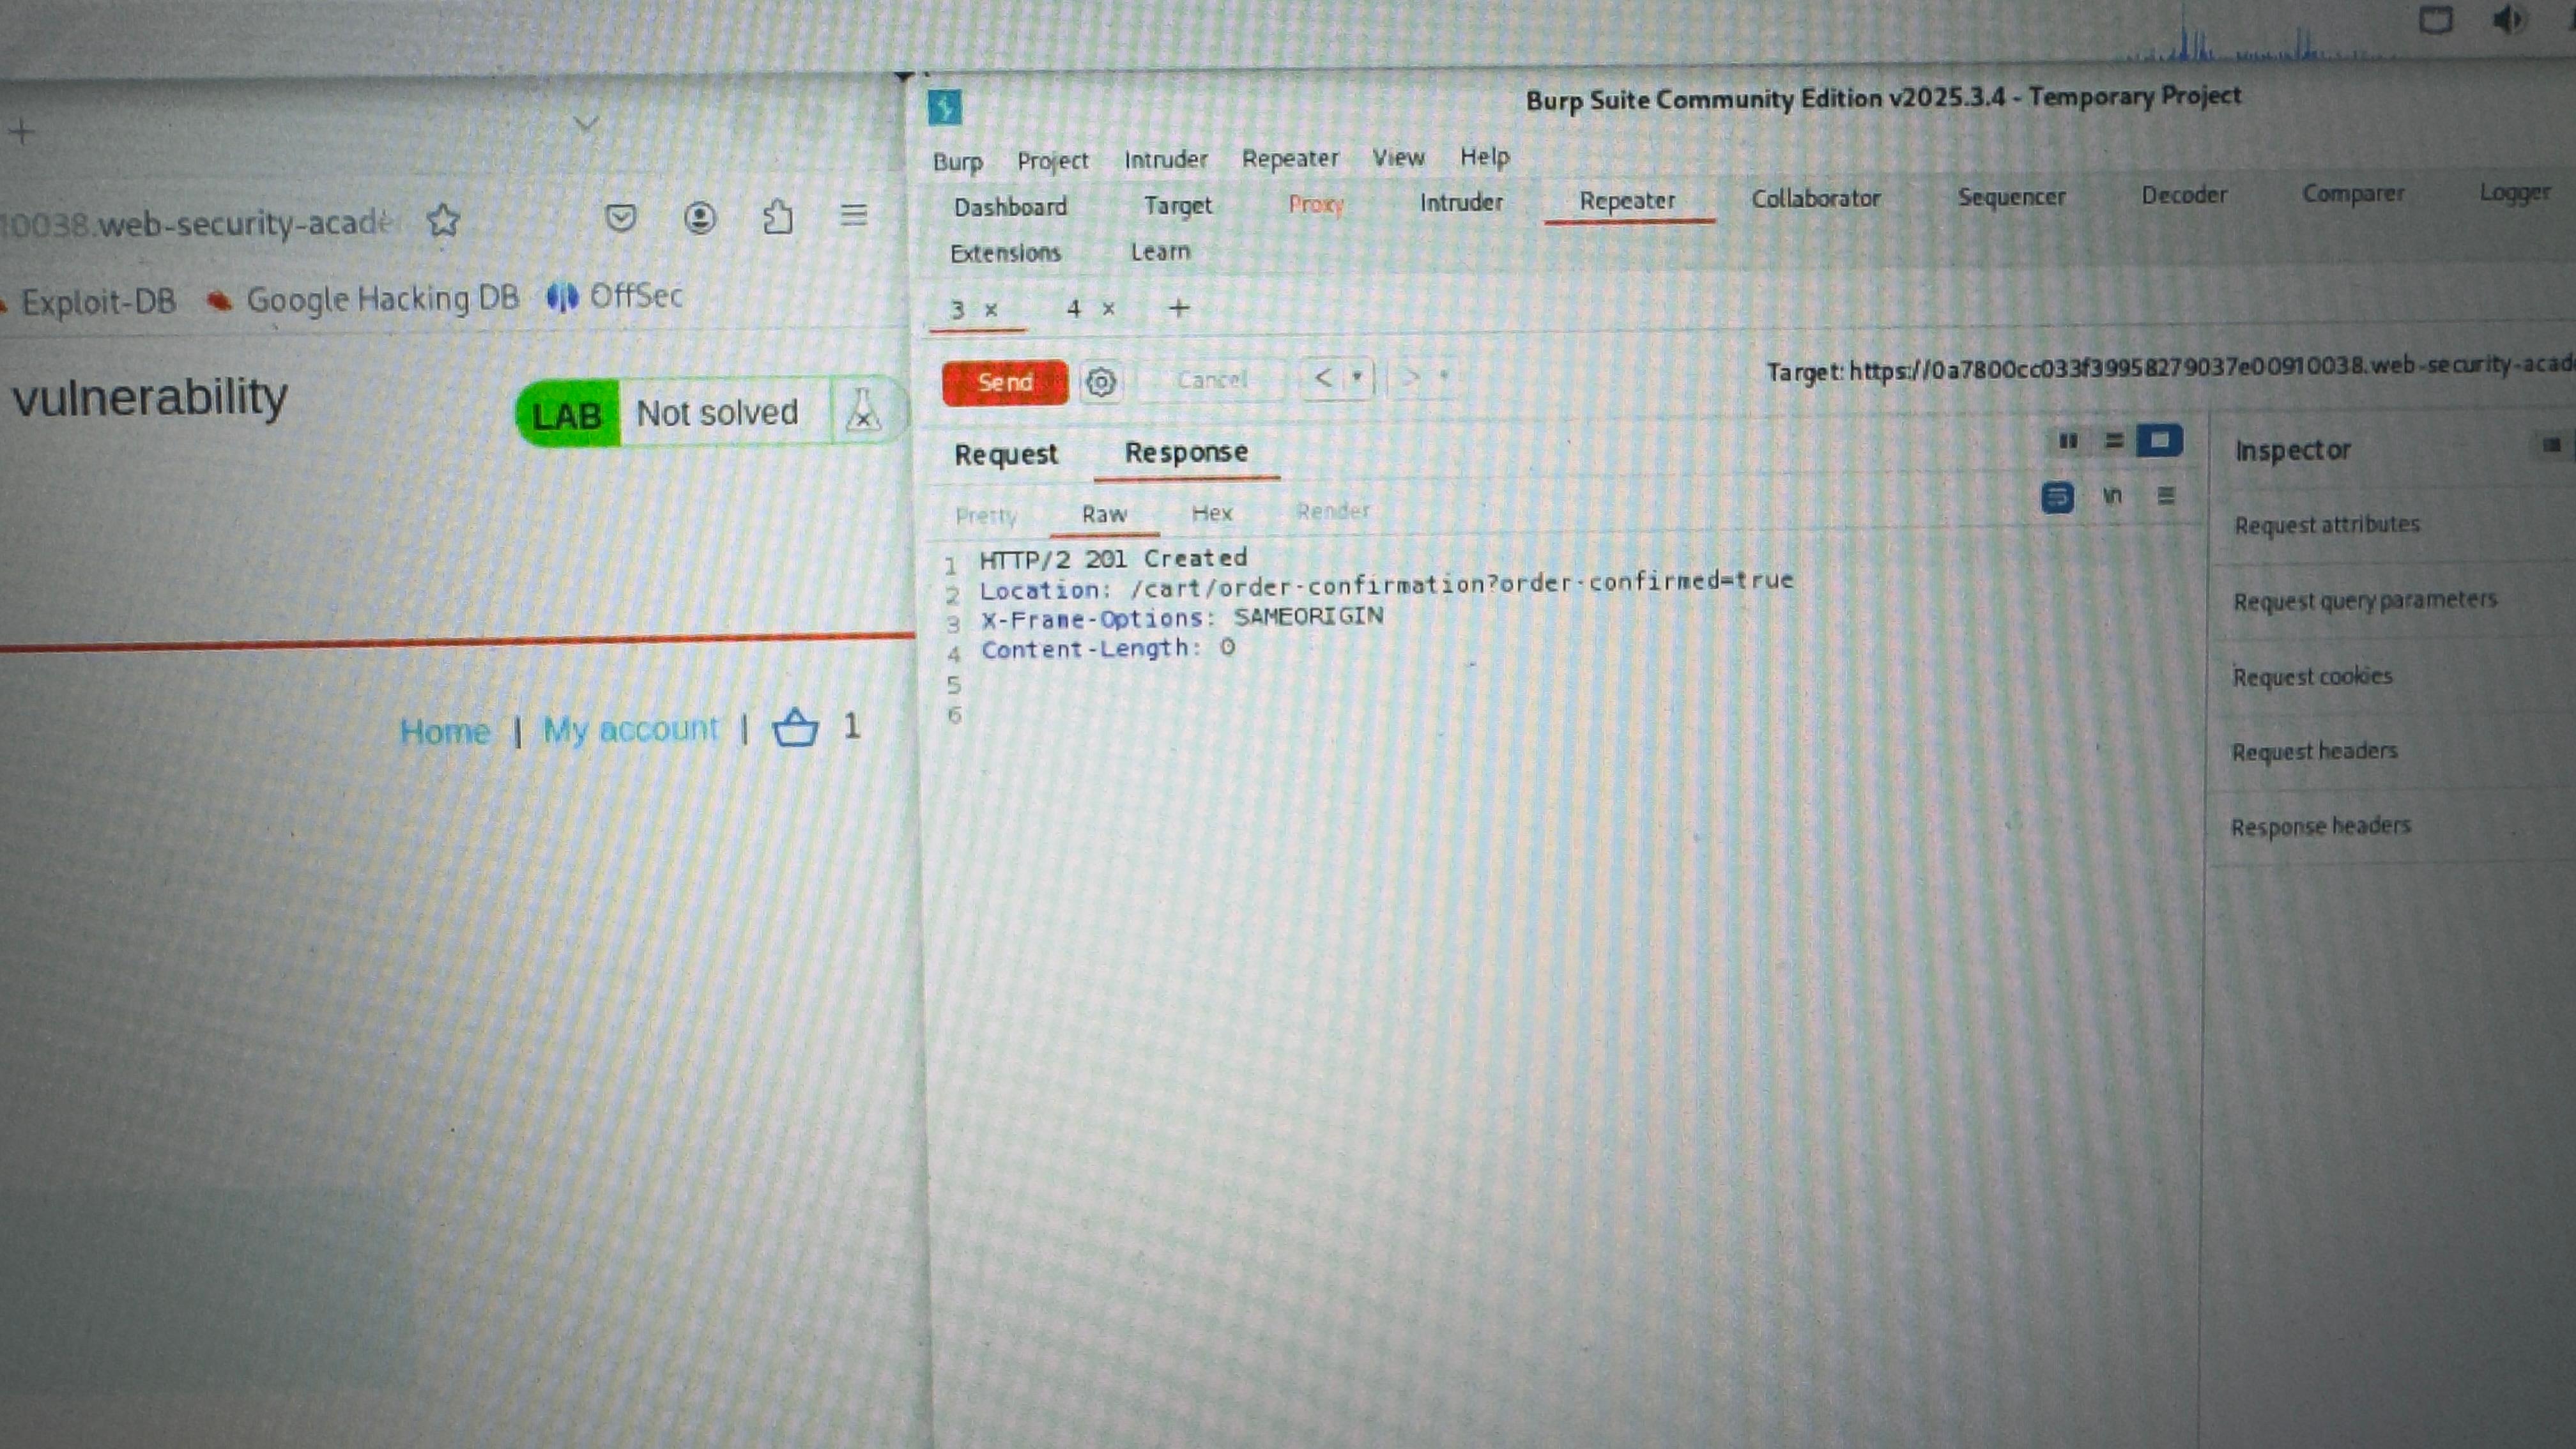 Burp Suite Community Edition v2025.3.4 - Temporary Project
Burp Project Intruder Repeater View Help
Dashboard Target Proxy Intruder Repeater Collaborator Sequencer Decoder Comparer Logger
Extensions Learn
3 × 4 × +
Send Cancel < >
Target: https://0a7800cc033f39958279037e00910038.web-security-acad
Request Response
Pretty Raw Hex Render
\n
1 HTTP/2 201 Created
2 Location: /cart/order-confirmation?order-confirmed=true
3 X-Frame-Options: SAMEORIGIN
4 Content-Length: 0
5
6
Inspector
Request attributes
Request query parameters
Request cookies
Request headers
Response headers
+
10038.web-security-acade
Exploit-DB Google Hacking DB OffSec
vulnerability
LAB Not solved
Home | My account | 1